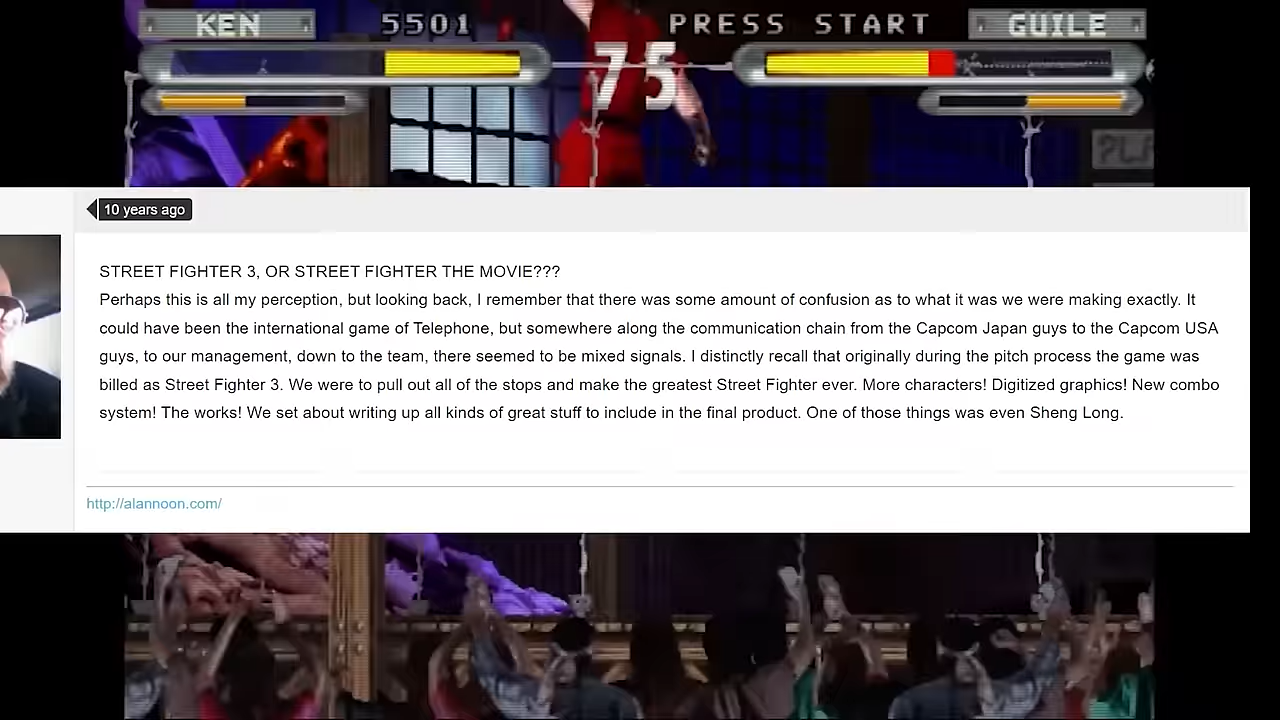 KEN 5501 PRESS START GUILE
75
10 years ago
STREET FIGHTER 3, OR STREET FIGHTER THE MOVIE???
Perhaps this is all my perception, but looking back, I remember that there was some amount of confusion as to what it was we were making exactly. It
could have been the international game of Telephone, but somewhere along the communication chain from the Capcom Japan guys to the Capcom USA
guys, to our management, down to the team, there seemed to be mixed signals. I distinctly recall that originally during the pitch process the game was
billed as Street Fighter 3. We were to pull out all of the stops and make the greatest Street Fighter ever. More characters! Digitized graphics! New combo
system! The works! We set about writing up all kinds of great stuff to include in the final product. One of those things was even Sheng Long.
http://alannoon.com/